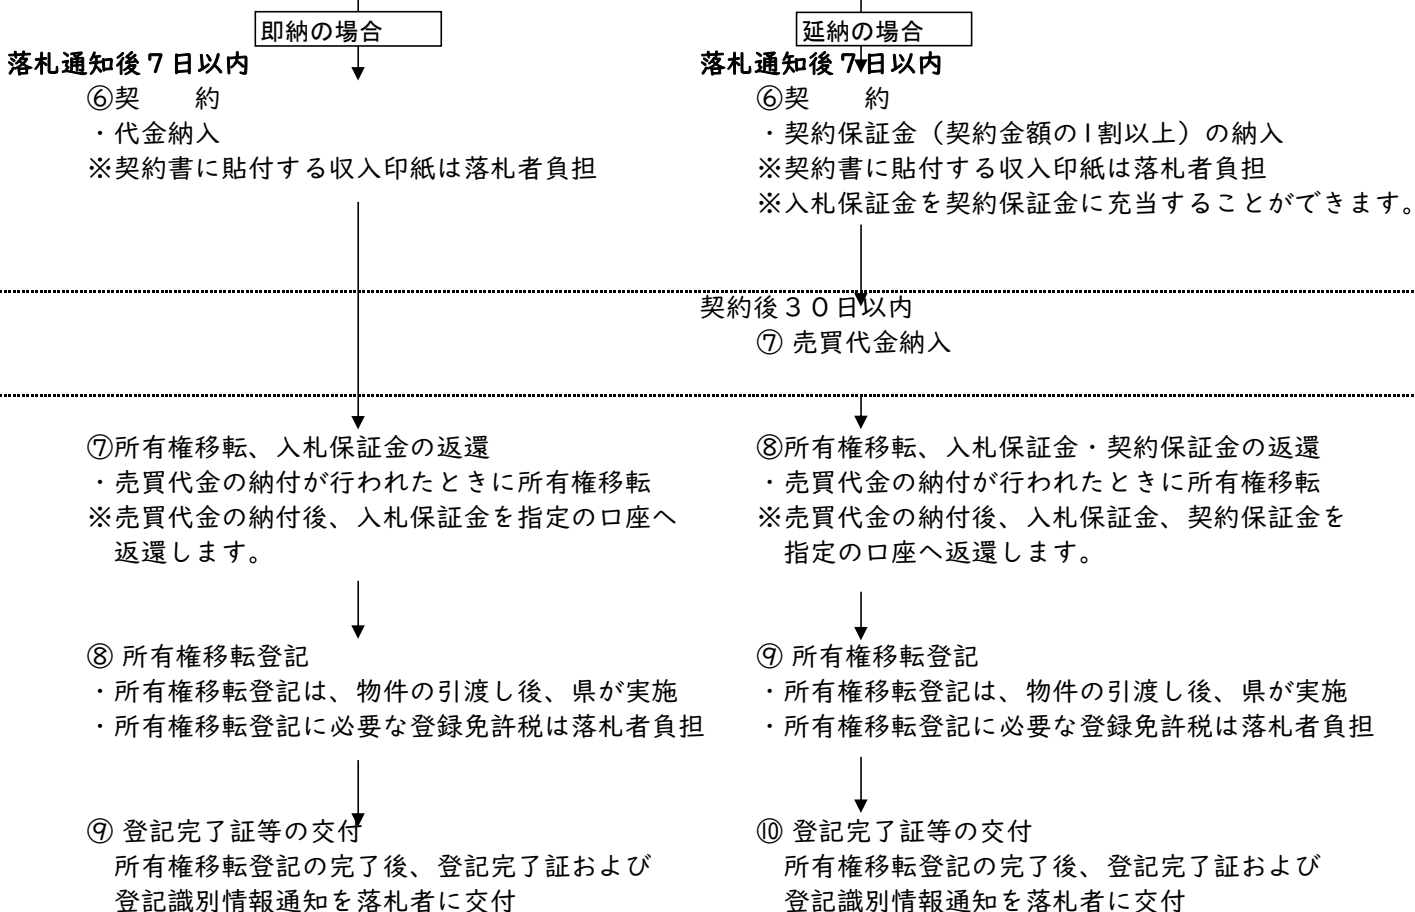 即納の場合
落札通知後７日以内
⑥契　　約
・代金納入
※契約書に貼付する収入印紙は落札者負担
⑦所有権移転、入札保証金の返還
・売買代金の納付が行われたときに所有権移転
※売買代金の納付後、入札保証金を指定の口座へ
返還します。
⑧ 所有権移転登記
・所有権移転登記は、物件の引渡し後、県が実施
・所有権移転登記に必要な登録免許税は落札者負担
⑨ 登記完了証等の交付
所有権移転登記の完了後、登記完了証および
登記識別情報通知を落札者に交付
延納の場合
落札通知後７日以内
⑥契　　約
・契約保証金（契約金額の1割以上）の納入
※契約書に貼付する収入印紙は落札者負担
※入札保証金を契約保証金に充当することができます。
契約後３０日以内
⑦ 売買代金納入
⑧所有権移転、入札保証金・契約保証金の返還
・売買代金の納付が行われたときに所有権移転
※売買代金の納付後、入札保証金、契約保証金を
指定の口座へ返還します。
⑨ 所有権移転登記
・所有権移転登記は、物件の引渡し後、県が実施
・所有権移転登記に必要な登録免許税は落札者負担
⑩ 登記完了証等の交付
所有権移転登記の完了後、登記完了証および
登記識別情報通知を落札者に交付